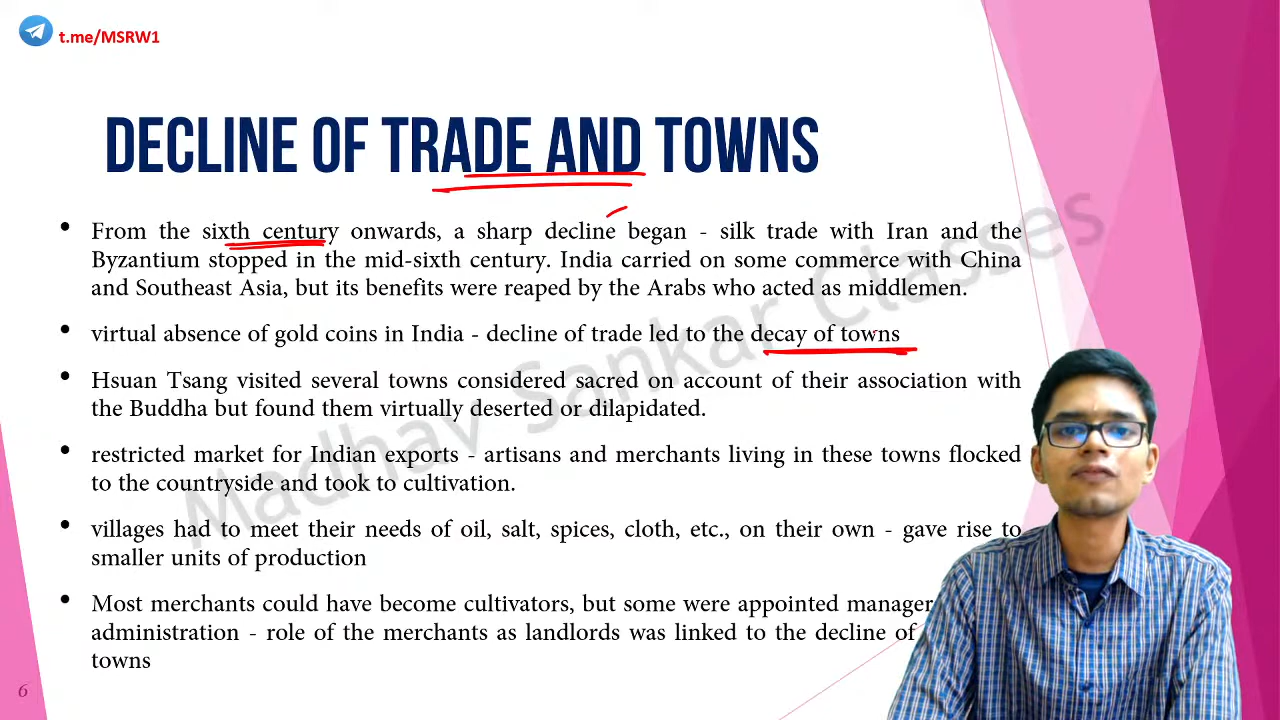 t.me/MSRW1
DECLINE OF TRADE AND TOWNS
• From the sixth century onwards, a sharp decline began - silk trade with Iran and the
Byzantium stopped in the mid-sixth century. India carried on some commerce with China
and Southeast Asia, but its benefits were reaped by the Arabs who acted as middlemen.
• virtual absence of gold coins in India - decline of trade led to the decay of towns
• Hsuan Tsang visited several towns considered sacred on account of their association with
the Buddha but found them virtually deserted or dilapidated.
• restricted market for Indian exports - artisans and merchants living in these towns flocked
to the countryside and took to cultivation.
• villages had to meet their needs of oil, salt, spices, cloth, etc., on their own - gave rise to
smaller units of production
• Most merchants could have become cultivators, but some were appointed manager
administration - role of the merchants as landlords was linked to the decline of
towns
Madhav Sankar Classes
6